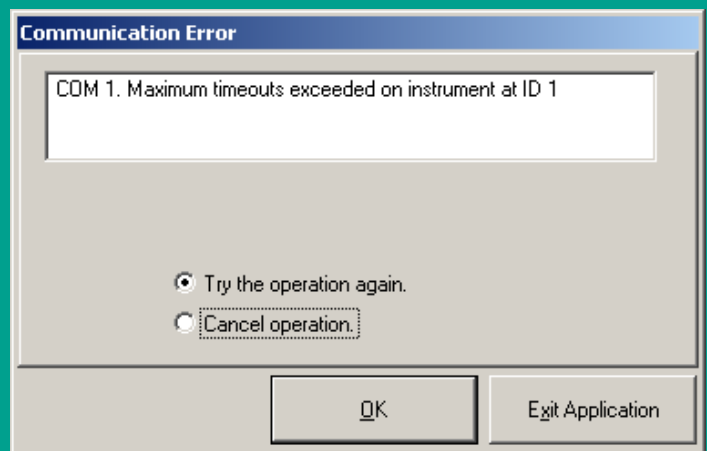 Communication Error
COM 1. Maximum timeouts exceeded on instrument at ID 1
Try the operation again.
Cancel operation.
OK
Exit Application